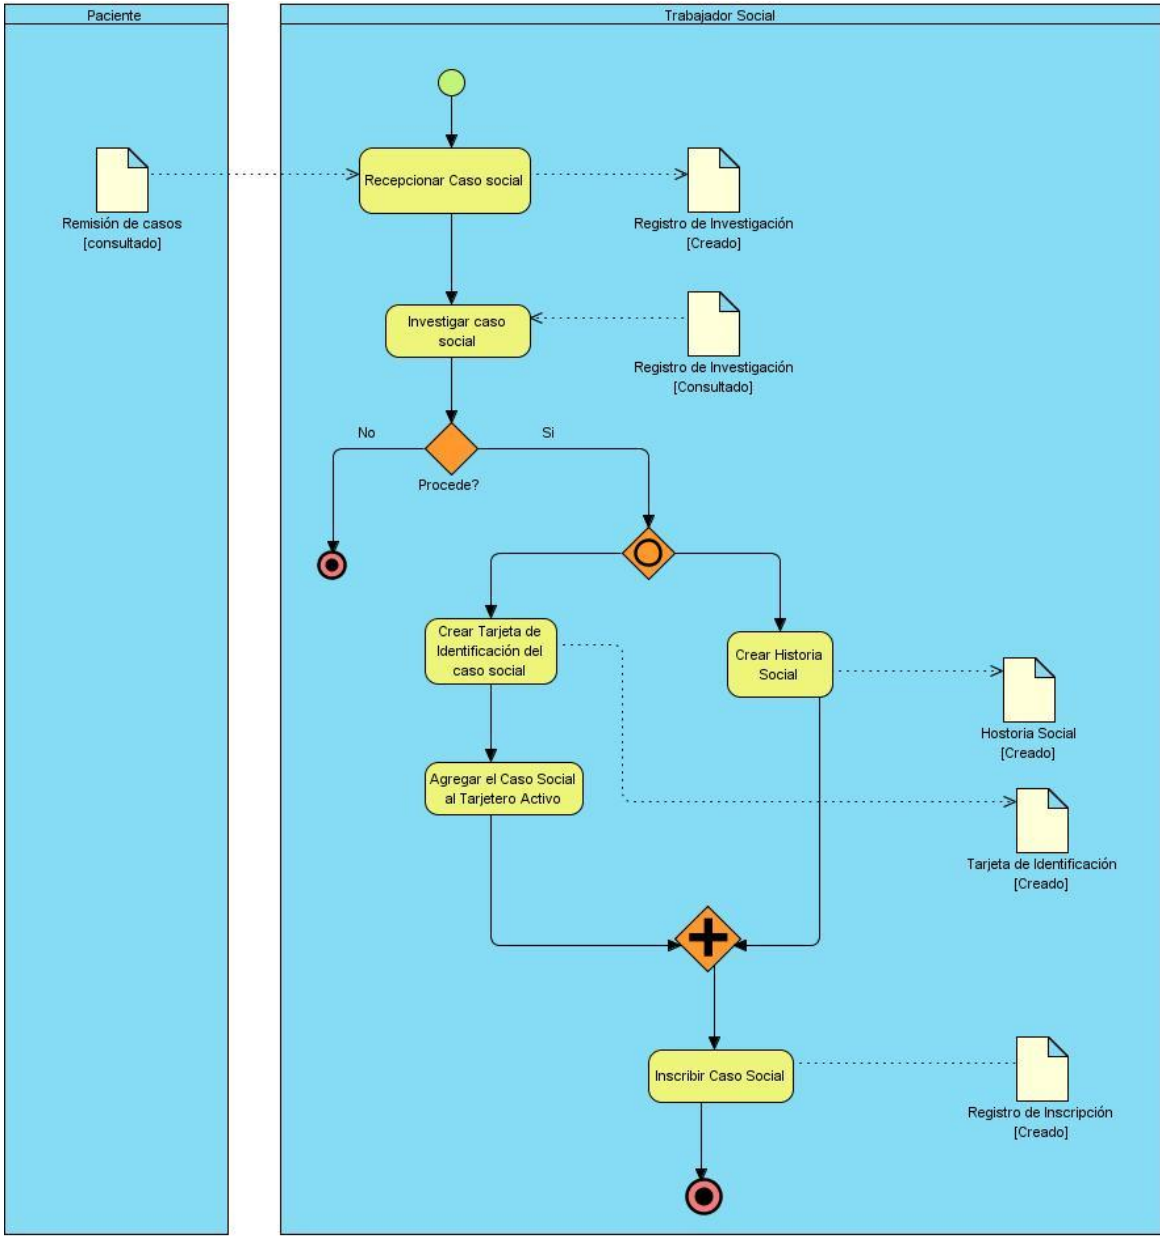 Paciente
Trabajador Social
Recepcionar Caso social
Remisión de casos
[consultado]
Registro de Investigación
[Creado]
Investigar caso
social
Registro de Investigación
[Consultado]
No
Si
Procede?
Crear Tarjeta de
Identificación del
caso social
Crear Historia
Social
Hostoria Social
[Creado]
Agregar el Caso Social
al Tarjetero Activo
Tarjeta de Identificación
[Creado]
Inscribir Caso Social
Registro de Inscripción
[Creado]